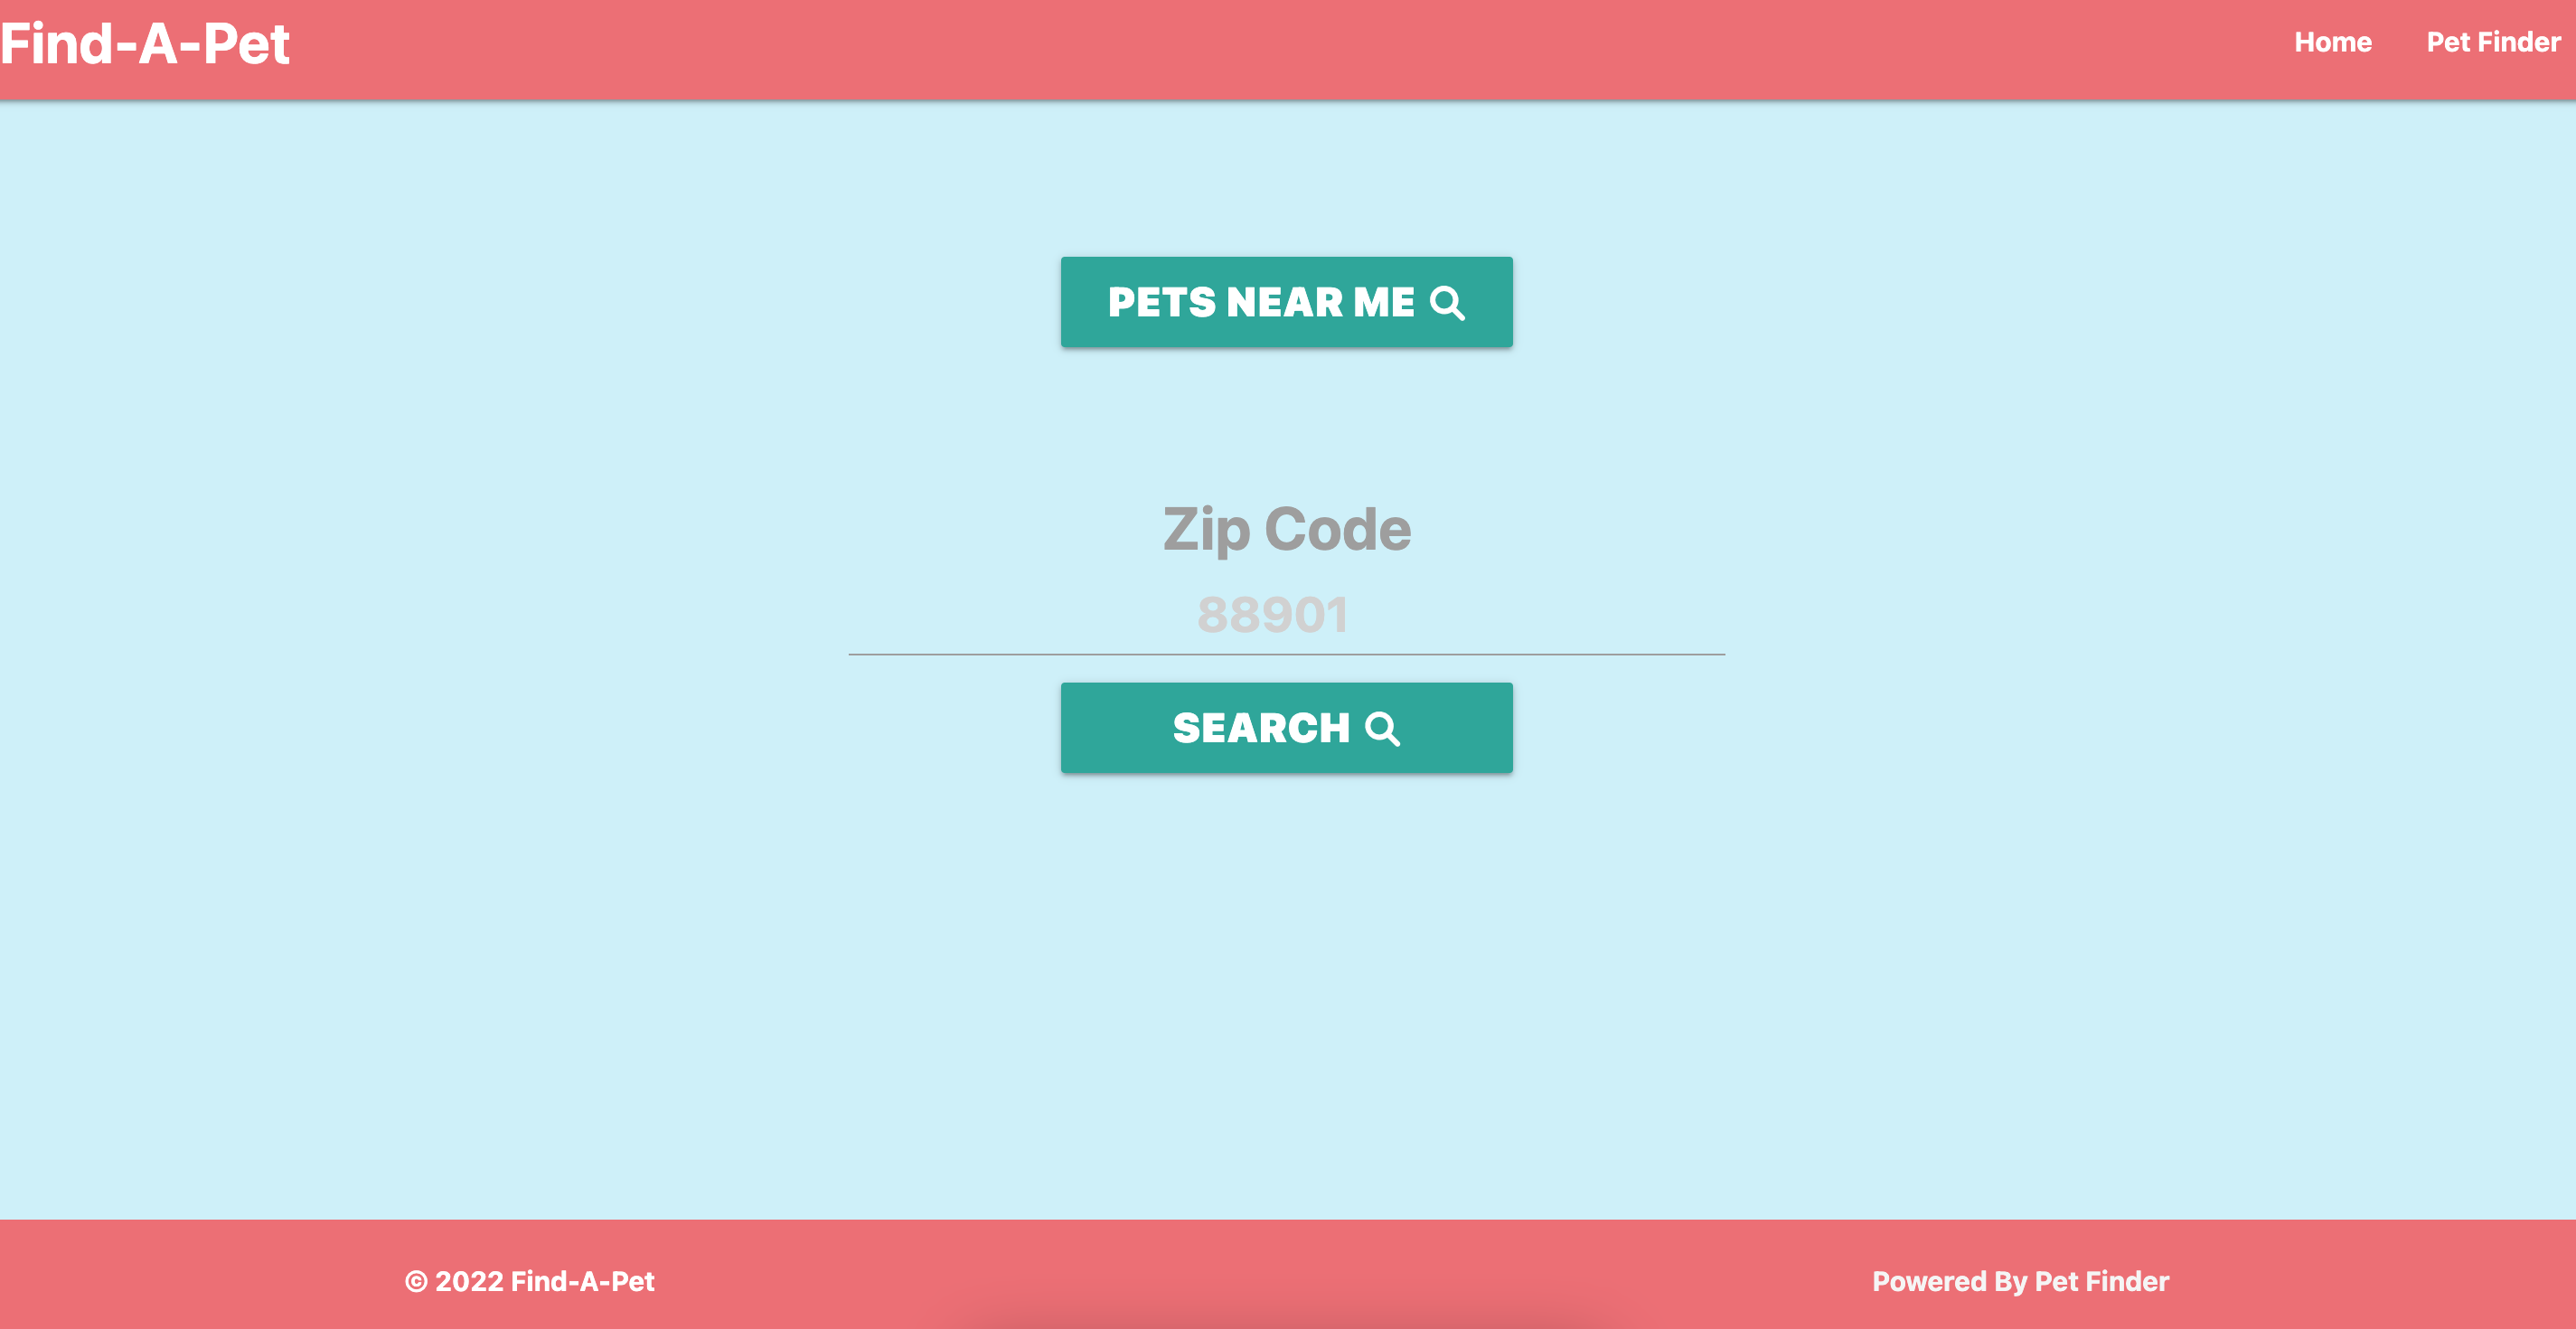 Find-A-Pet
Home Pet Finder
PETS NEAR ME
Zip Code
88901
SEARCH
© 2022 Find-A-Pet
Powered By Pet Finder